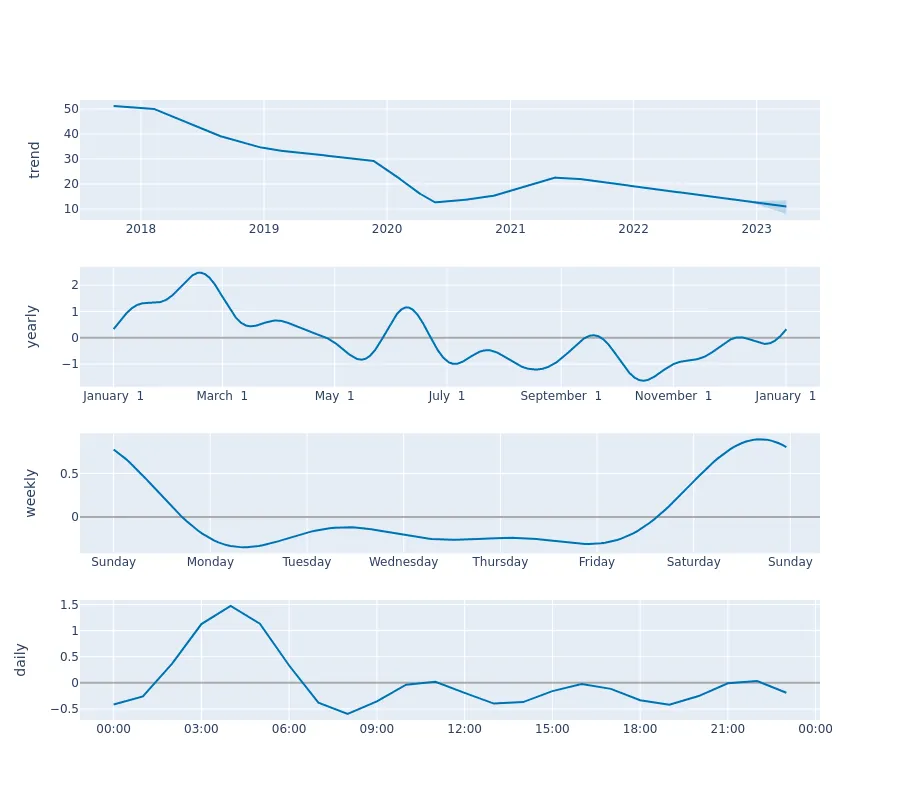 trend
50
40
30
20
10
2018 2019 2020 2021 2022 2023
yearly
2
1
0
−1
January 1 March 1 May 1 July 1 September 1 November 1 January 1
weekly
0.5
0
Sunday Monday Tuesday Wednesday Thursday Friday Saturday Sunday
daily
1.5
1
0.5
0
−0.5
00:00 03:00 06:00 09:00 12:00 15:00 18:00 21:00 00:00